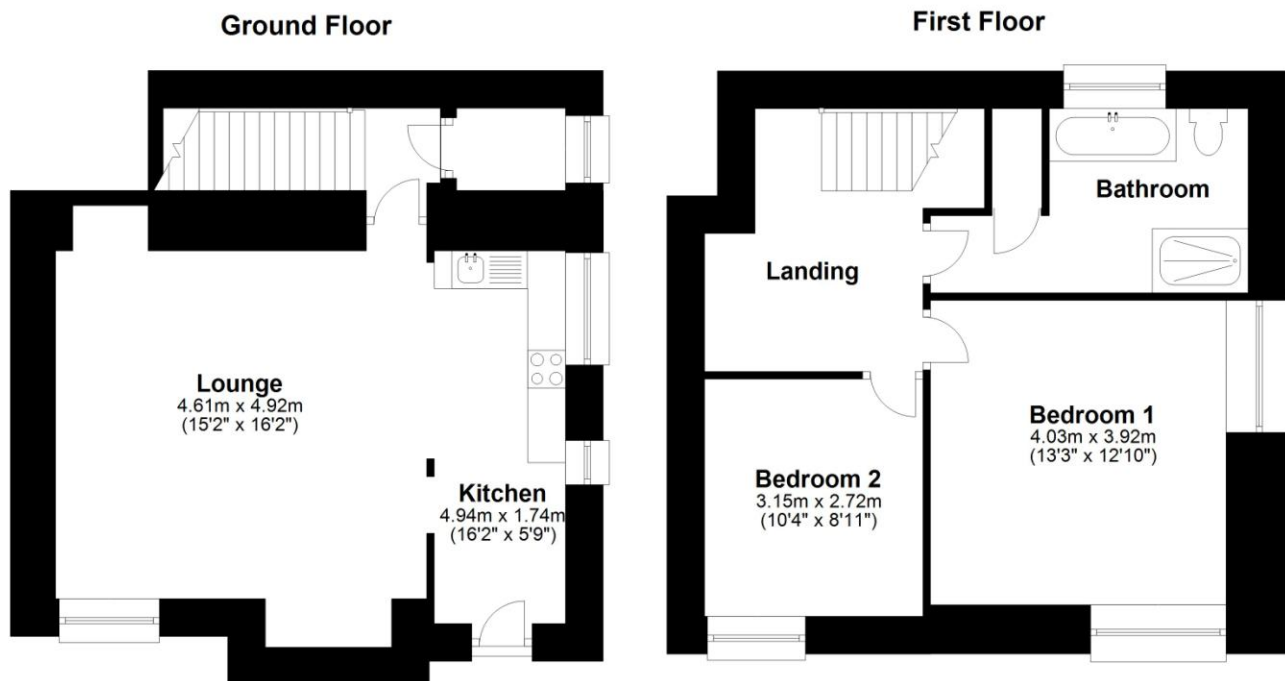 Ground Floor
Lounge
4.61m x 4.92m
(15'2" x 16'2")
Kitchen
4.94m x 1.74m
(16'2" x 5'9")
First Floor
Bathroom
Landing
Bedroom 1
4.03m x 3.92m
(13'3" x 12'10")
Bedroom 2
3.15m x 2.72m
(10'4" x 8'11")